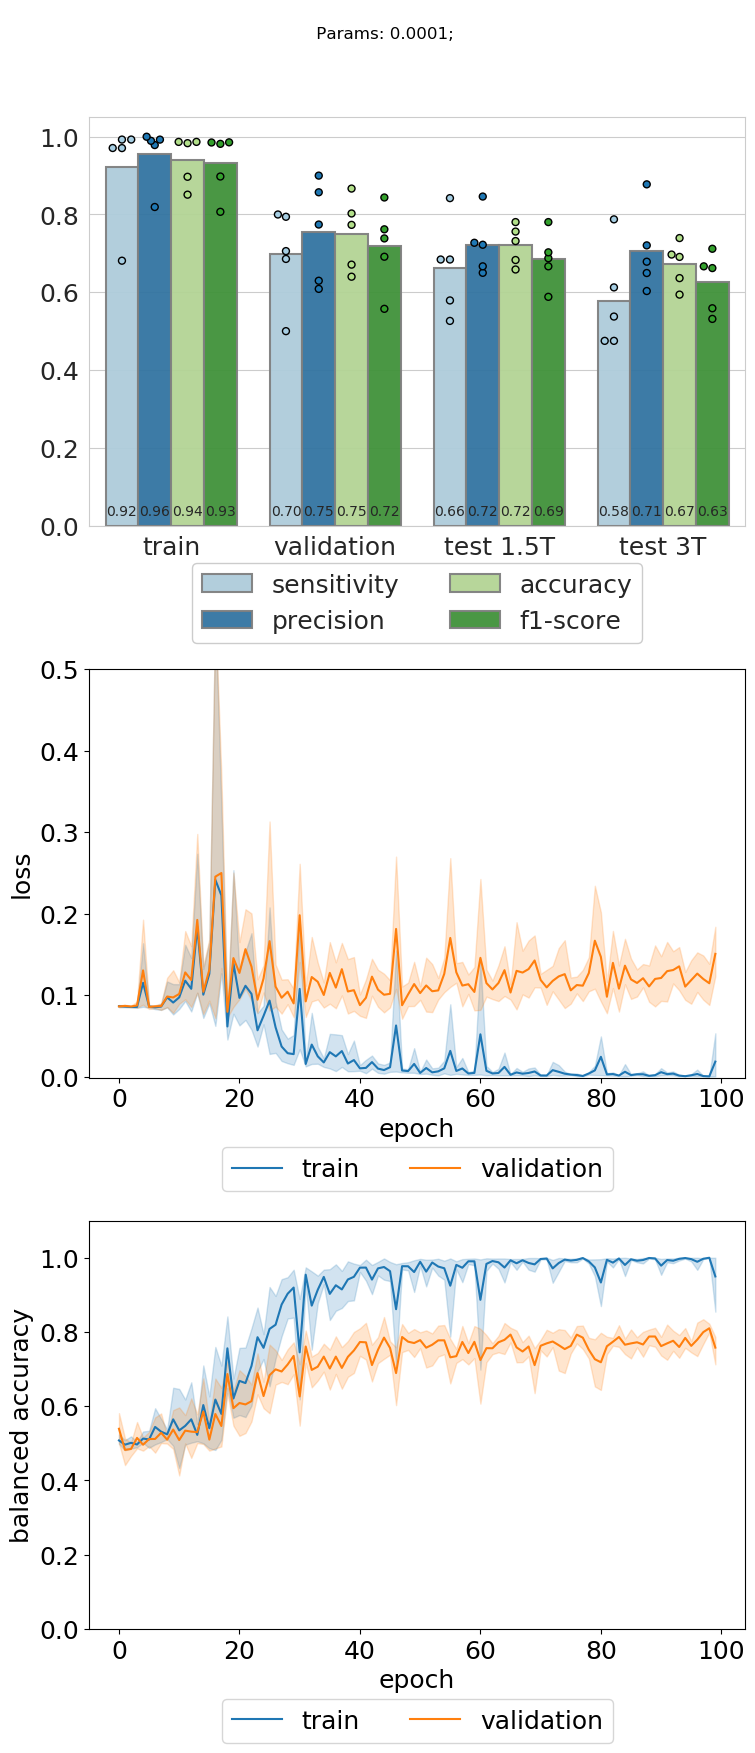 Params: 0.0001;
1.0
0.8
0.6
0.4
0.2
0.0
0.92 0.96 0.94 0.93 0.70 0.75 0.75 0.72 0.66 0.72 0.72 0.69 0.58 0.71 0.67 0.63
train validation test 1.5T test 3T
sensitivity accuracy
precision f1-score
0.5
0.4
0.3
0.2
0.1
0.0
loss
0 20 40 60 80 100
epoch
train validation
1.0
0.8
0.6
0.4
0.2
0.0
balanced accuracy
0 20 40 60 80 100
epoch
train validation